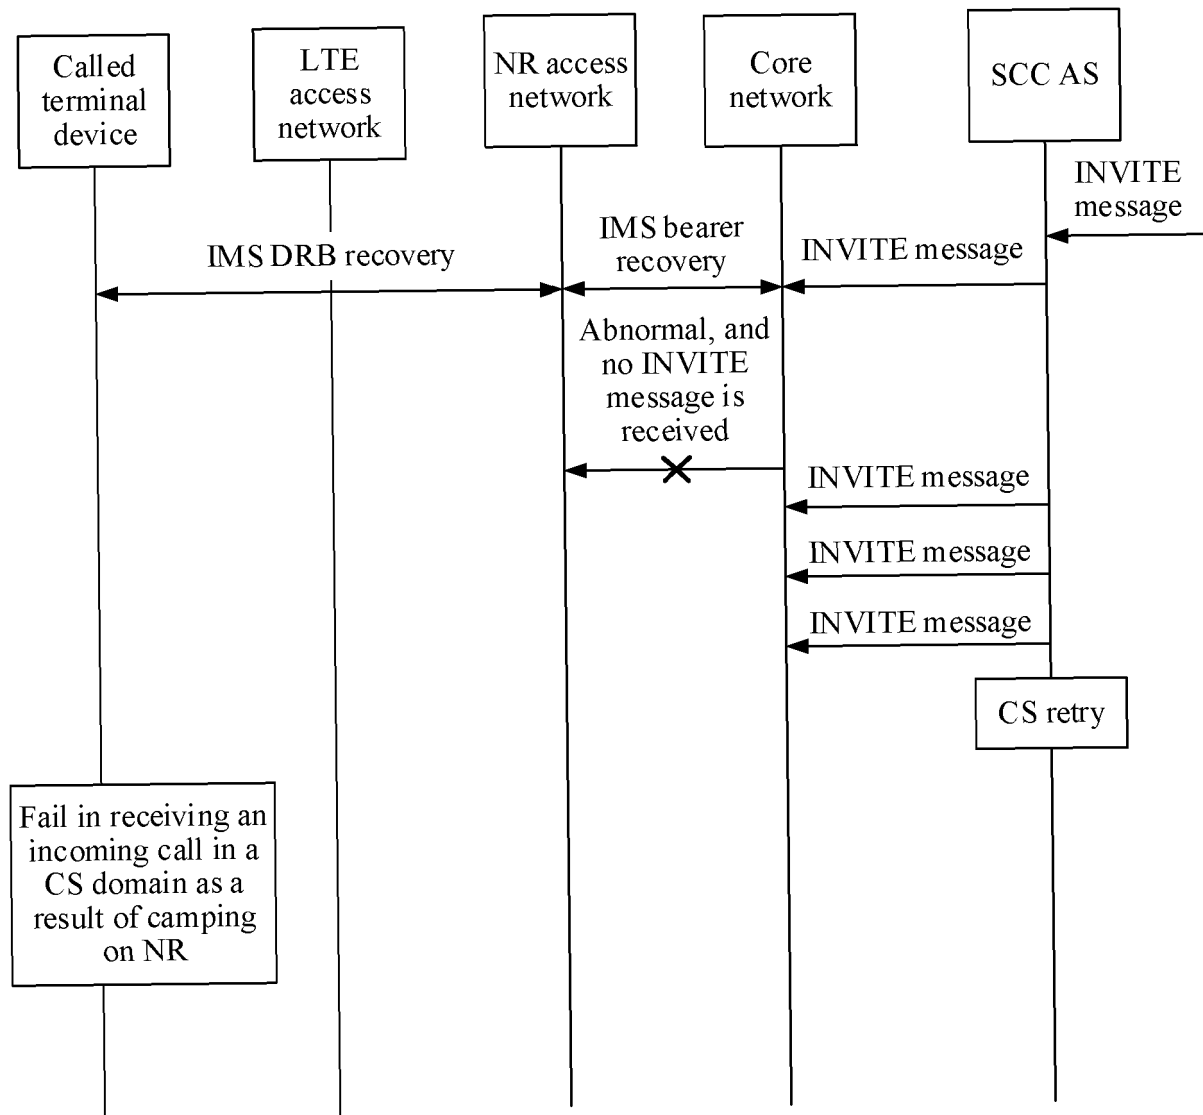 Called
terminal
device
LTE
access
network
NR access
network
Core
network
SCC AS
INVITE
message
IMS DRB recovery
IMS bearer
recovery
INVITE message
Abnormal, and
no INVITE
message is
received
INVITE message
INVITE message
INVITE message
CS retry
Fail in receiving an
incoming call in a
CS domain as a
result of camping
on NR